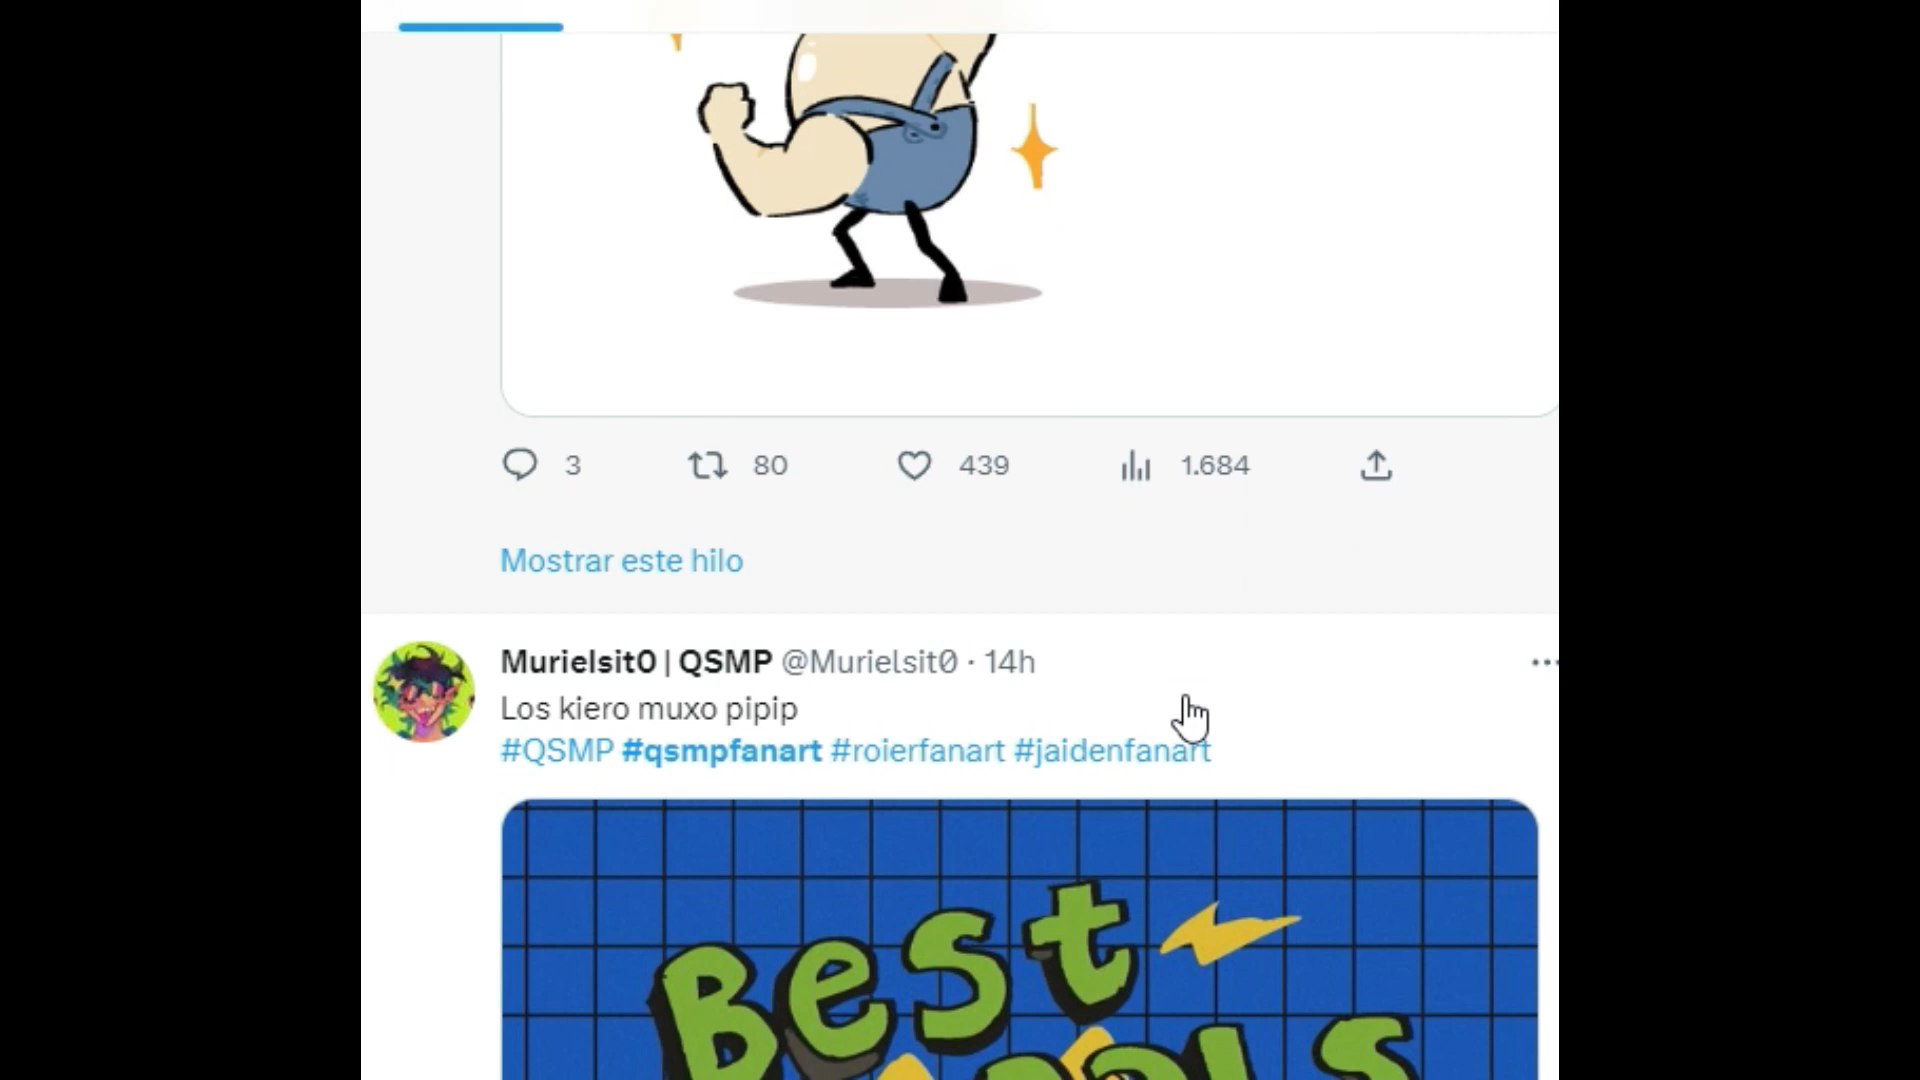 3 80 439 1.684
Mostrar este hilo
Murielsit0 | QSMP @Murielsit0 · 14h
Los kiero muxo pipip
#QSMP #qsmpfanart #roierfanart #jaidenfanart
Best